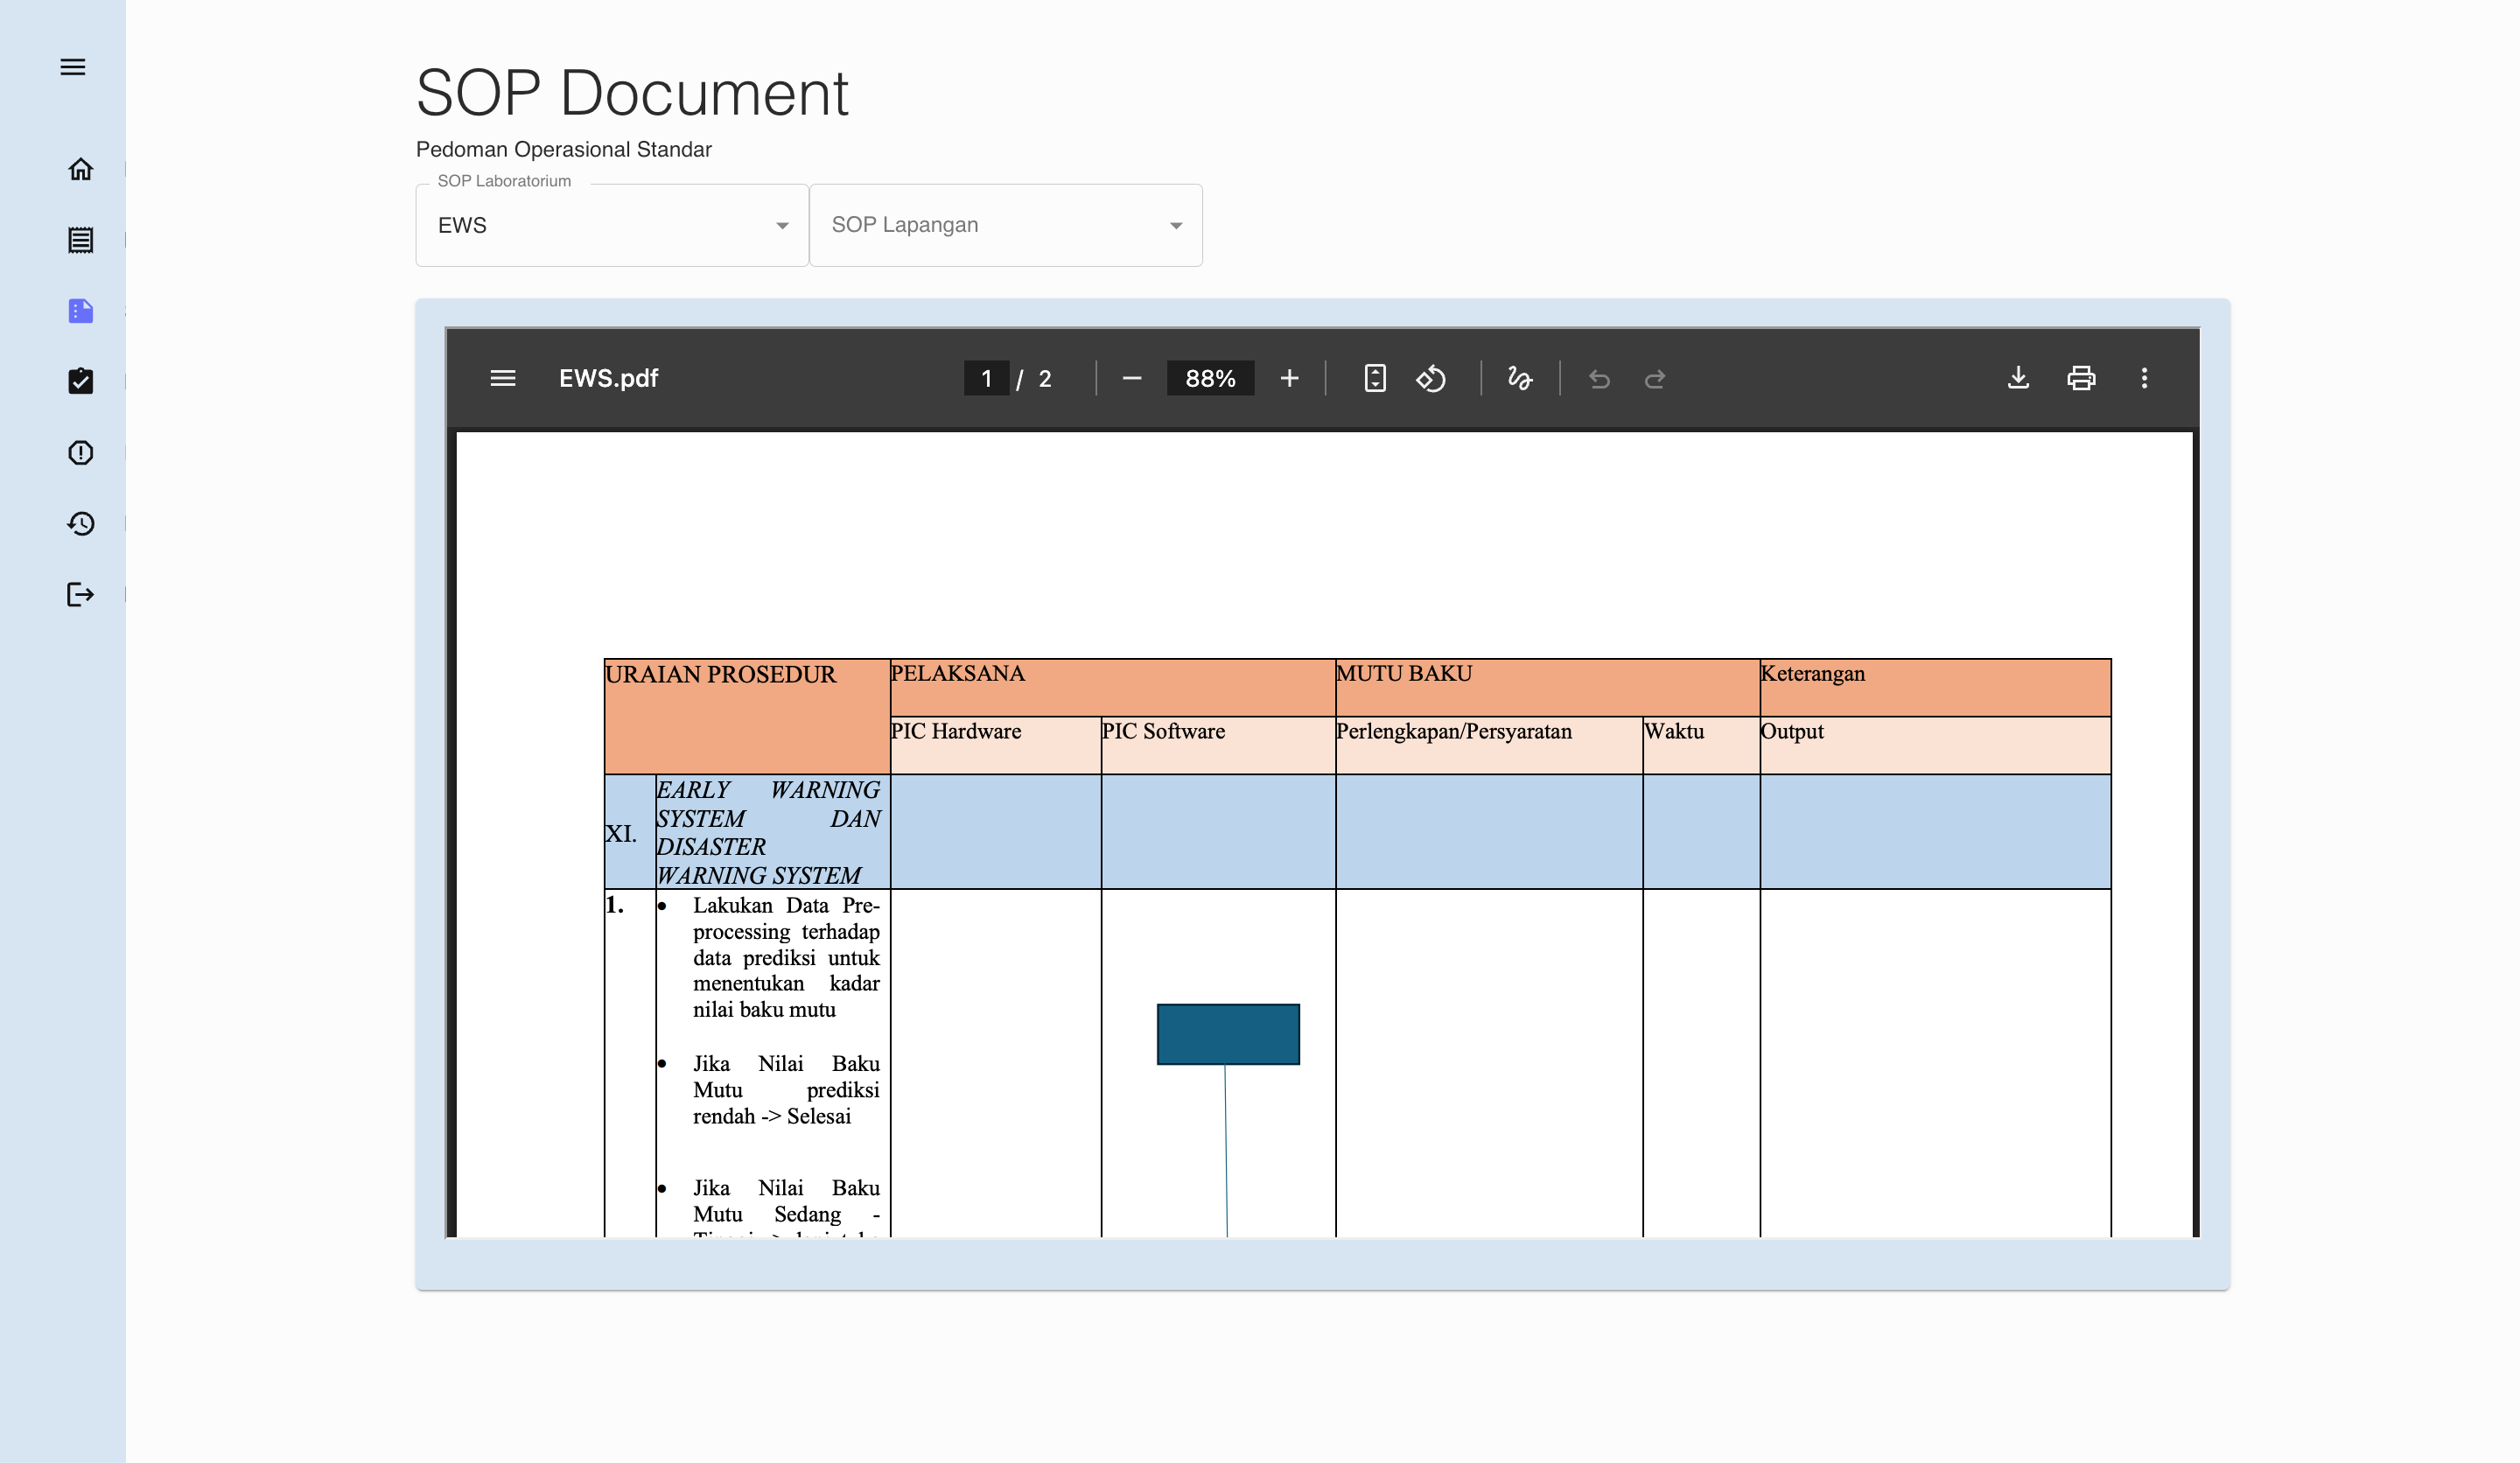 SOP Document
Pedoman Operasional Standar
SOP Laboratorium
EWS
SOP Lapangan
EWS.pdf
1 / 2
88%
URAIAN PROSEDUR
PELAKSANA
MUTU BAKU
Keterangan
PIC Hardware
PIC Software
Perlengkapan/Persyaratan
Waktu
Output
XI.
EARLY WARNING
SYSTEM DAN
DISASTER
WARNING SYSTEM
1.
• Lakukan Data Pre-
processing terhadap
data prediksi untuk
menentukan kadar
nilai baku mutu
• Jika Nilai Baku
Mutu prediksi
rendah -> Selesai
• Jika Nilai Baku
Mutu Sedang -